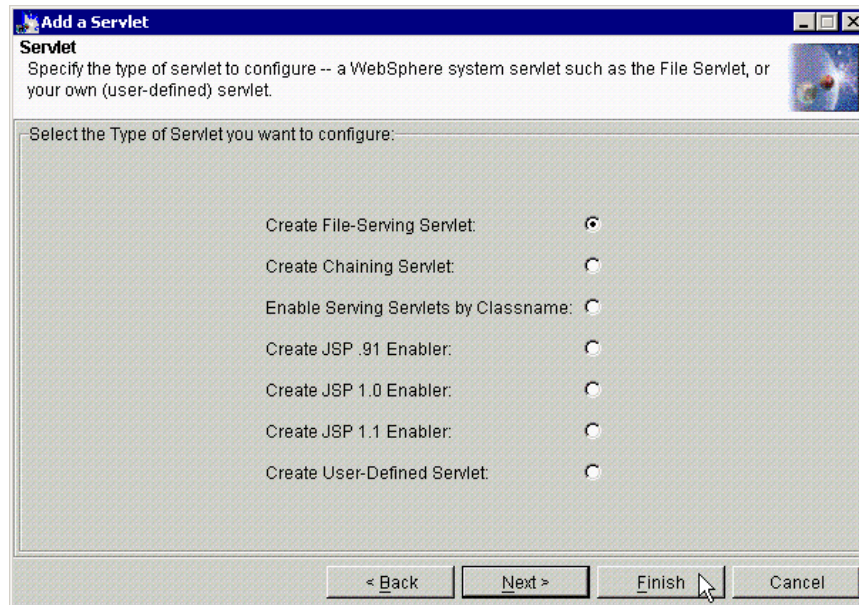 Add a Servlet
Servlet
Specify the type of servlet to configure -- a WebSphere system servlet such as the File Servlet, or
your own (user-defined) servlet.
Select the Type of Servlet you want to configure:
Create File-Serving Servlet:
Create Chaining Servlet:
Enable Serving Servlets by Classname:
Create JSP .91 Enabler:
Create JSP 1.0 Enabler:
Create JSP 1.1 Enabler:
Create User-Defined Servlet:
< Back Next > Finish Cancel